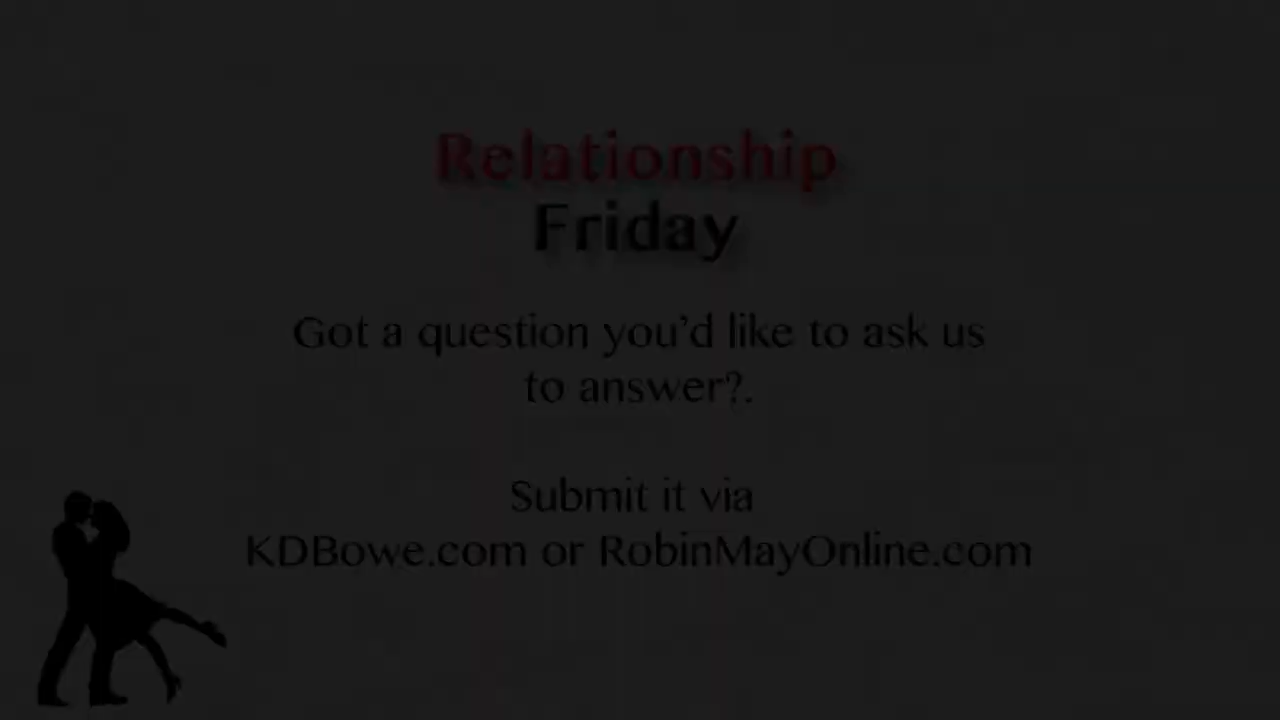 Relationship
Friday
Got a question you'd like to ask us
to answer?.
Submit it via
KDBowe.com or RobinMayOnline.com